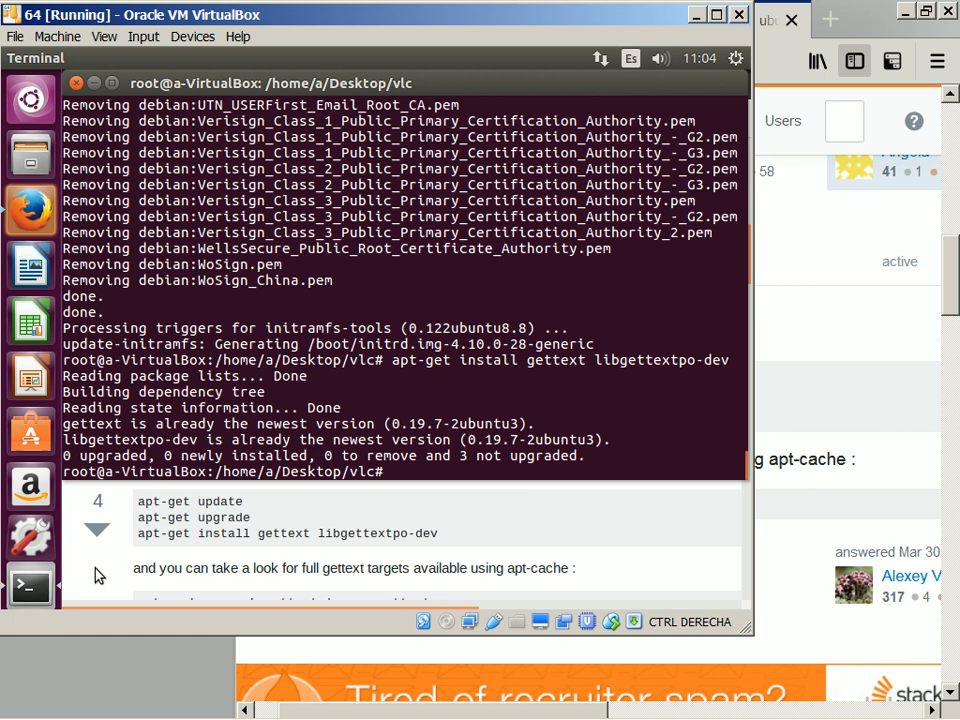 64 [Running] - Oracle VM VirtualBox
File Machine View Input Devices Help
Terminal
Es
11:04
root@a-VirtualBox: /home/a/Desktop/vlc
Removing debian:UTN_USERFirst_Email_Root_CA.pem
Removing debian:Verisign_Class_1_Public_Primary_Certification_Authority.pem
Removing debian:Verisign_Class_1_Public_Primary_Certification_Authority_-_G2.pem
Removing debian:Verisign_Class_1_Public_Primary_Certification_Authority_-_G3.pem
Removing debian:Verisign_Class_2_Public_Primary_Certification_Authority_-_G2.pem
Removing debian:Verisign_Class_2_Public_Primary_Certification_Authority_-_G3.pem
Removing debian:Verisign_Class_3_Public_Primary_Certification_Authority.pem
Removing debian:Verisign_Class_3_Public_Primary_Certification_Authority_-_G2.pem
Removing debian:Verisign_Class_3_Public_Primary_Certification_Authority_2.pem
Removing debian:WellsSecure_Public_Root_Certificate_Authority.pem
Removing debian:WoSign.pem
Removing debian:WoSign_China.pem
done.
done.
Processing triggers for initramfs-tools (0.122ubuntu8.8) ...
update-initramfs: Generating /boot/initrd.img-4.10.0-28-generic
root@a-VirtualBox:/home/a/Desktop/vlc# apt-get install gettext libgettextpo-dev
Reading package lists... Done
Building dependency tree
Reading state information... Done
gettext is already the newest version (0.19.7-2ubuntu3).
libgettextpo-dev is already the newest version (0.19.7-2ubuntu3).
0 upgraded, 0 newly installed, 0 to remove and 3 not upgraded.
root@a-VirtualBox:/home/a/Desktop/vlc#
4
apt-get update
apt-get upgrade
apt-get install gettext libgettextpo-dev
and you can take a look for full gettext targets available using apt-cache :
CTRL DERECHA
ubu
Users
58
41 1
active
g apt-cache :
answered Mar 30
Alexey V
317 4
Tired of recruiter spam?
stack